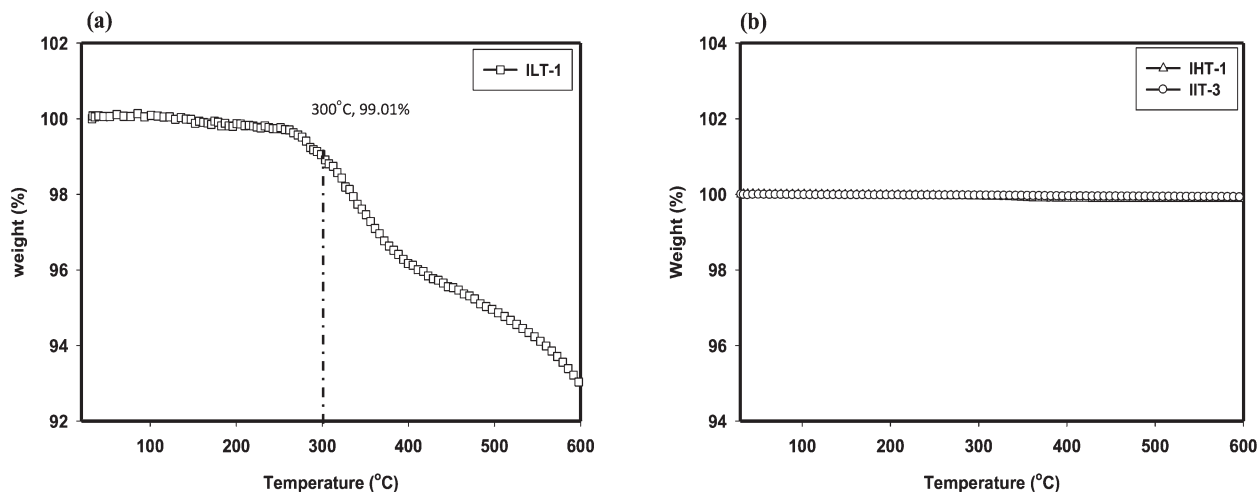 (a)
102
100
98
96
94
92
weight (%)
ILT-1
300°C, 99.01%
100
200
300
400
500
600
Temperature (°C)
(b)
104
102
100
98
96
94
Weight (%)
IHT-1
IIT-3
100
200
300
400
500
600
Temperature (°C)